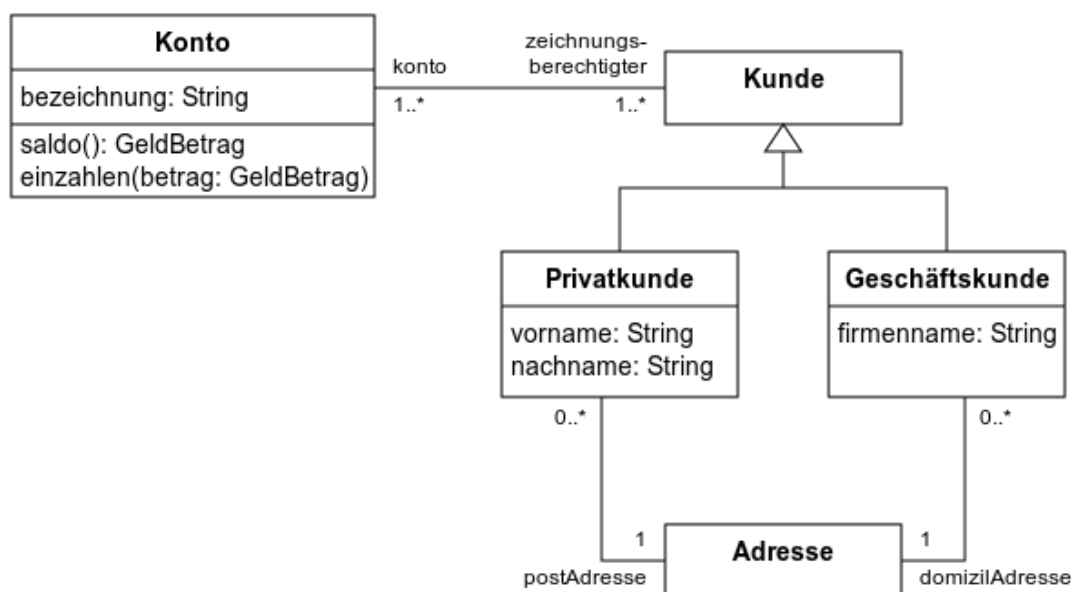 Konto
bezeichnung: String
saldo(): GeldBetrag
einzahlen(betrag: GeldBetrag)
konto
1..*
zeichnungs-
berechtigter
1..*
Kunde
Privatkunde
vorname: String
nachname: String
0..*
Geschäftskunde
firmenname: String
0..*
1
postAdresse
Adresse
1
domizilAdresse